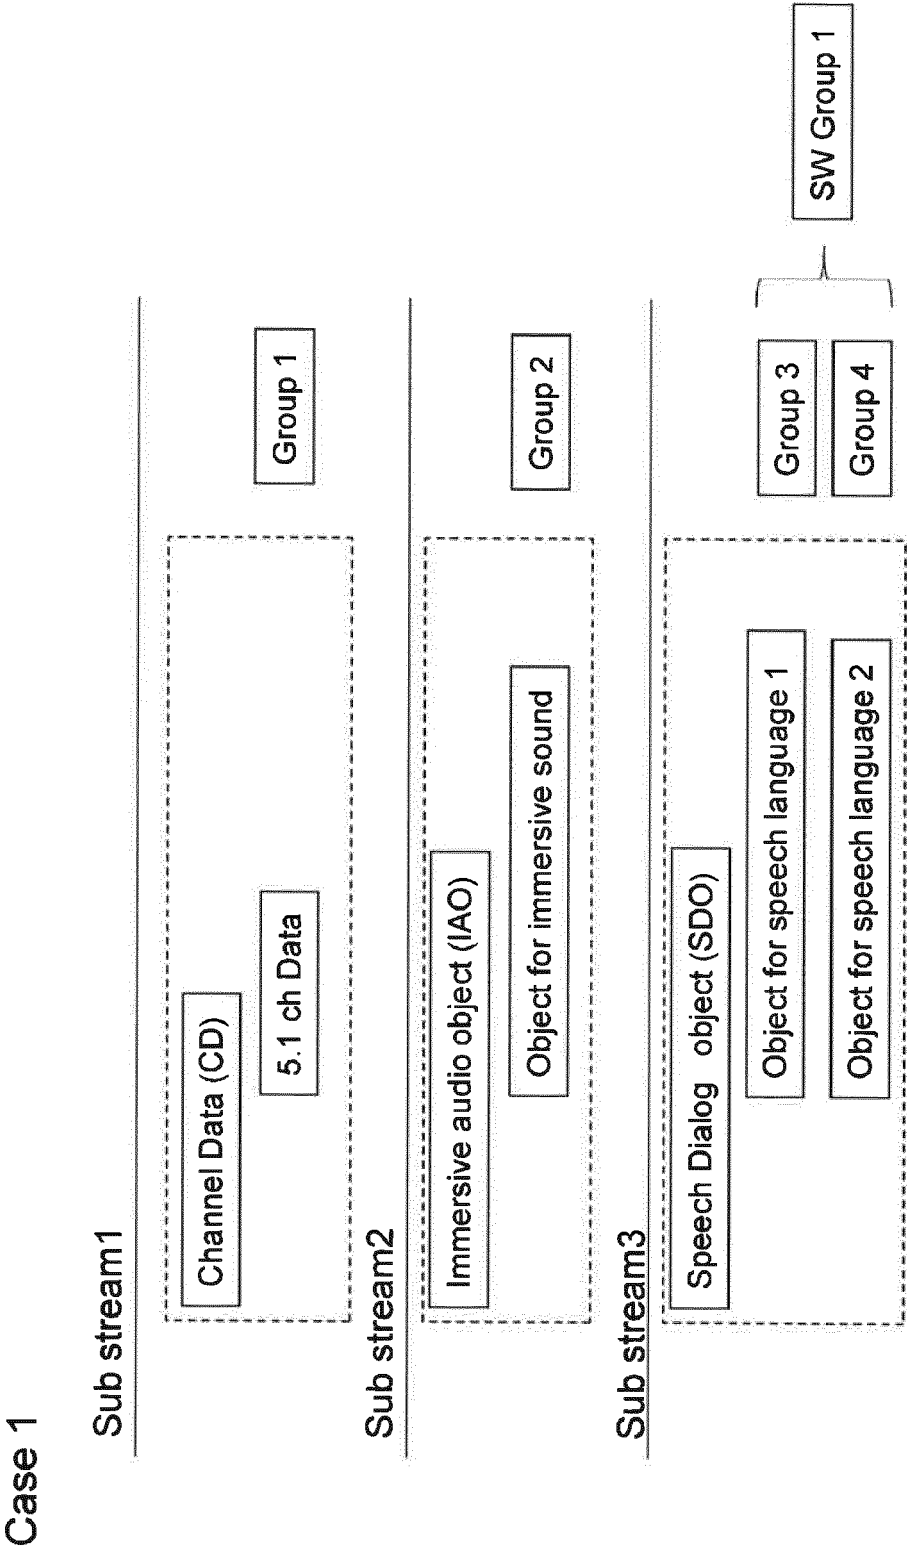 Case 1
Sub stream1
Channel Data (CD)
5.1 ch Data
Group 1
Sub stream2
Immersive audio object (IAO)
Object for immersive sound
Group 2
Sub stream3
Speech Dialog object (SDO)
Object for speech language 1
Group 3
Object for speech language 2
Group 4
SW Group 1